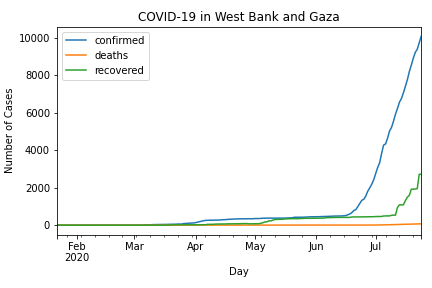 COVID-19 in West Bank and Gaza
confirmed
deaths
recovered
10000
8000
6000
4000
2000
0
Number of Cases
Feb Mar Apr May Jun Jul
2020
Day